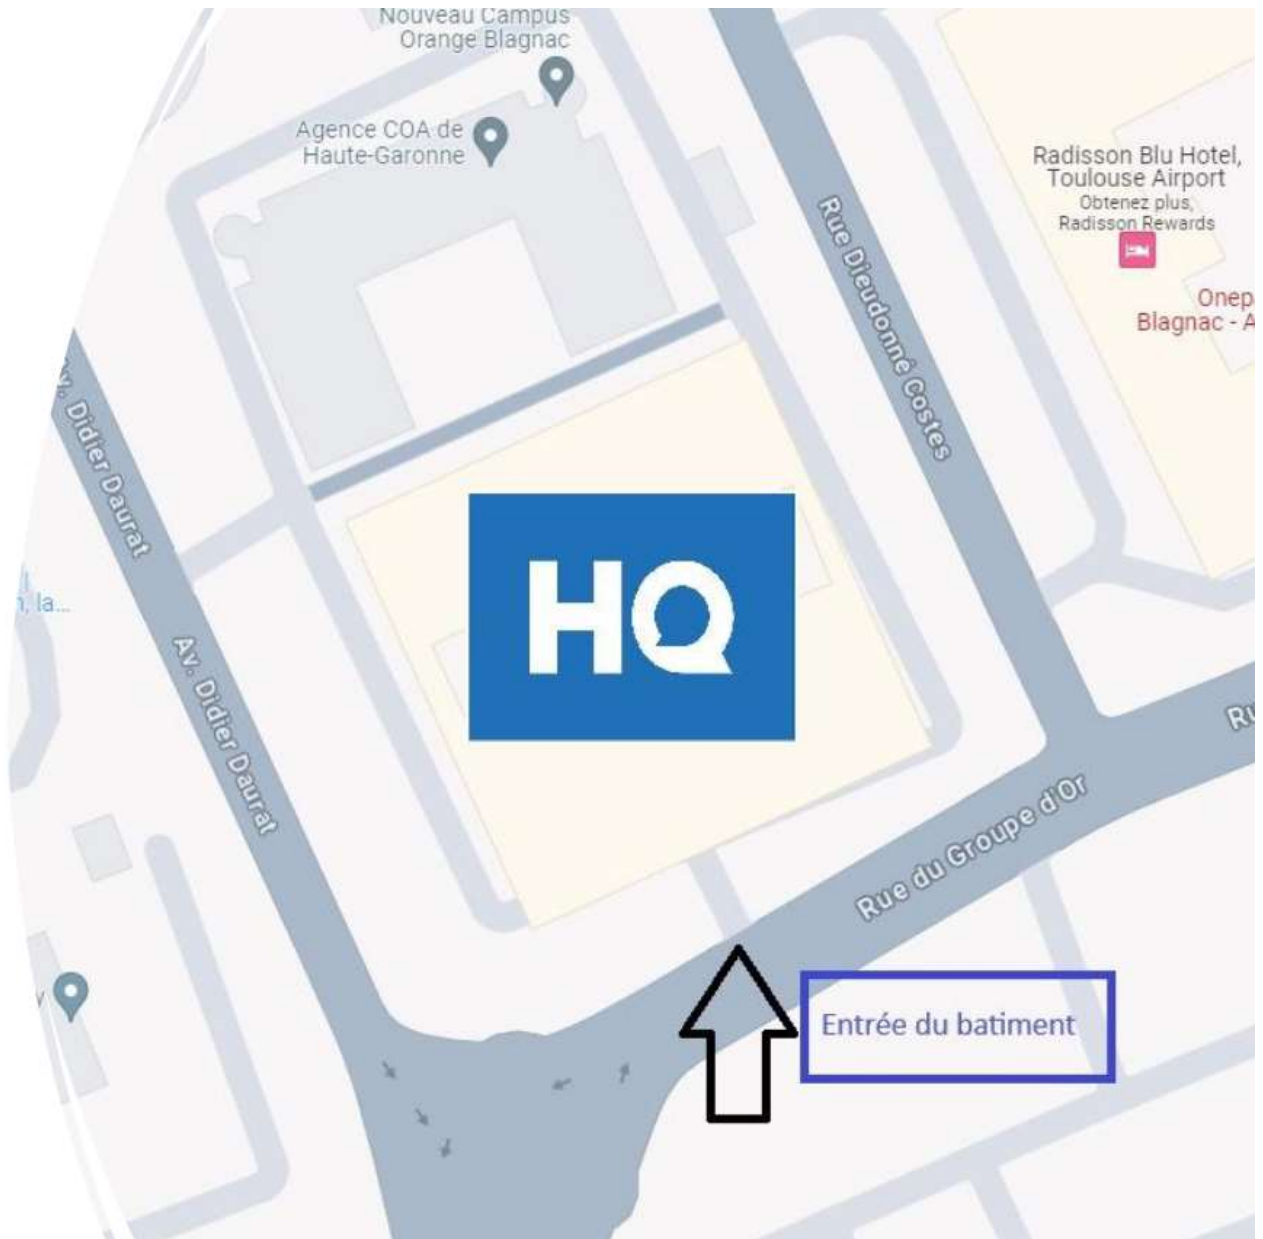 Nouveau Campus
Orange Blagnac
Agence COA de
Haute-Garonne
Radisson Blu Hotel,
Toulouse Airport
Obtenez plus,
Radisson Rewards
Rue Dieudonné Costes
Onep
Blagnac - A
Av. Didier Daurat
la...
HQ
Av. Didier Daurat
Ru
Rue du Groupe d'Or
Entrée du batiment